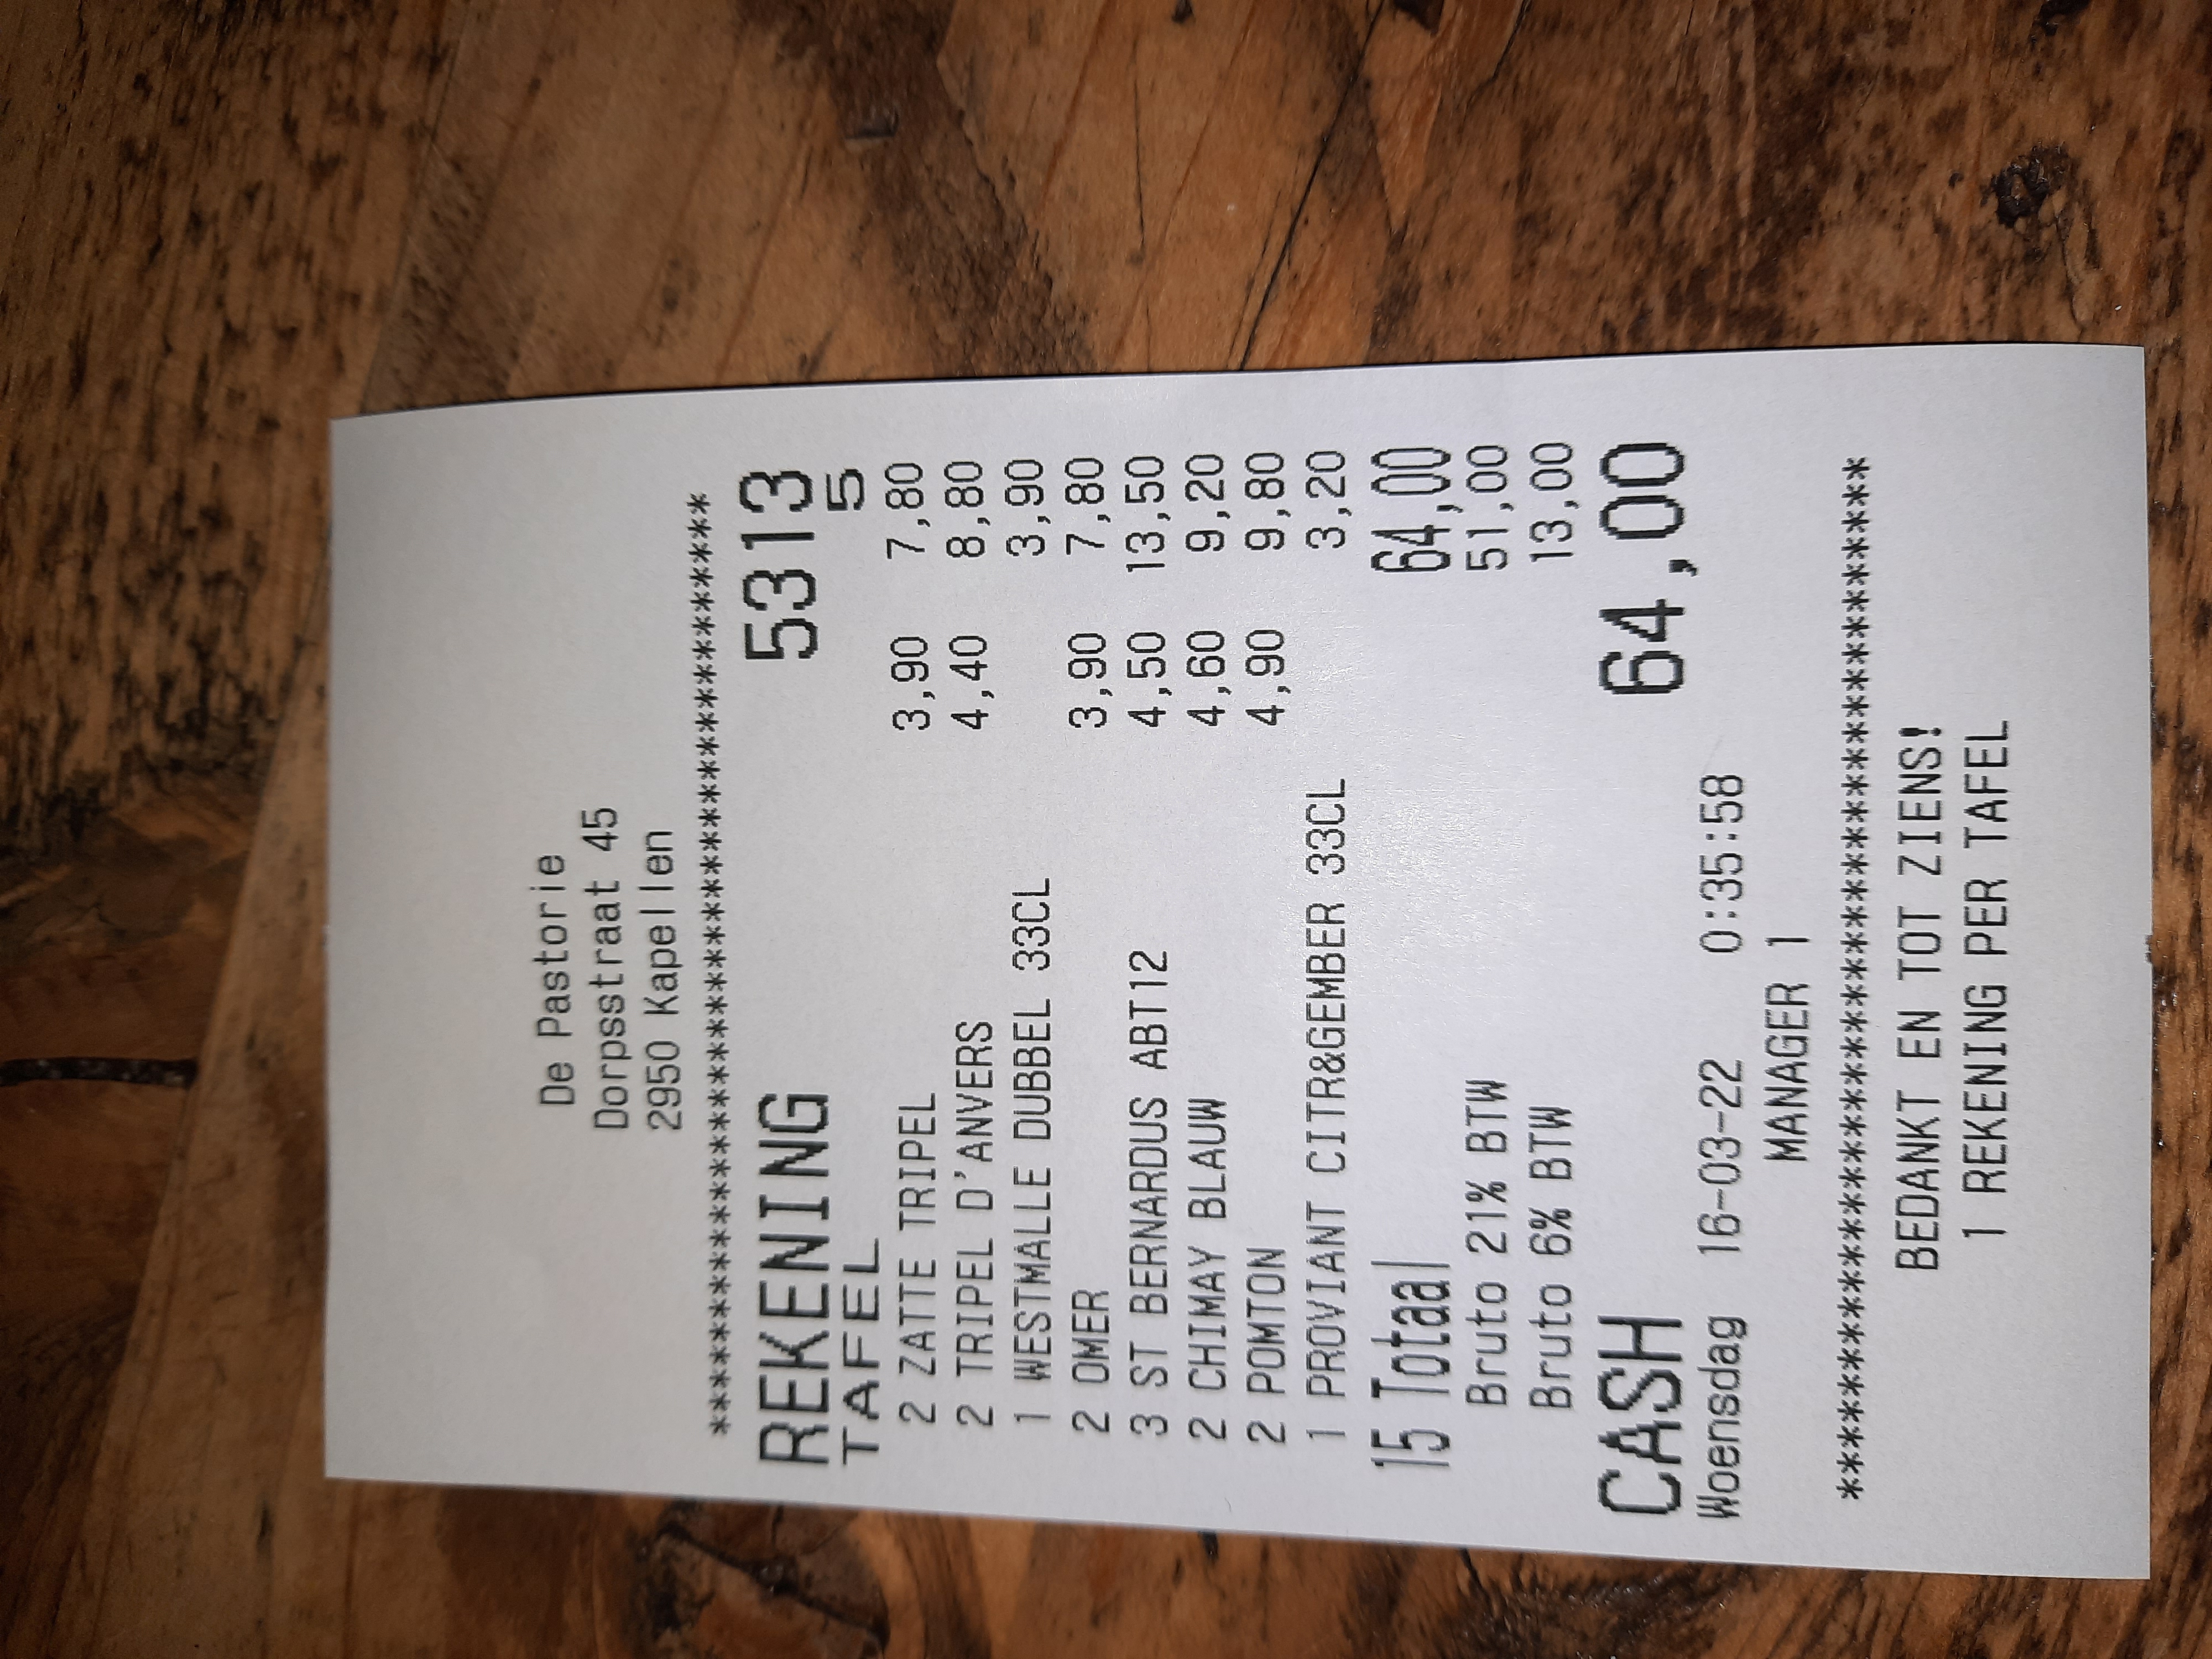 De Pastorie
Dorpsstraat 45
2950 Kapellen
****************************************
REKENING 5313
TAFEL 5
2 ZATTE TRIPEL 3,90 7,80
2 TRIPEL D'ANVERS 4,40 8,80
1 WESTMALLE DUBBEL 33CL 3,90
2 OMER 3,90 7,80
3 ST BERNARDUS ABT12 4,50 13,50
2 CHIMAY BLAUW 4,60 9,20
2 POMTON 4,90 9,80
1 PROVIANT CITR&GEMBER 33CL 3,20
15 Totaal 64,00
Bruto 21% BTW 51,00
Bruto 6% BTW 13,00
CASH 64,00
Woensdag 16-03-22 0:35:58
MANAGER 1
****************************************
BEDANKT EN TOT ZIENS!
1 REKENING PER TAFEL